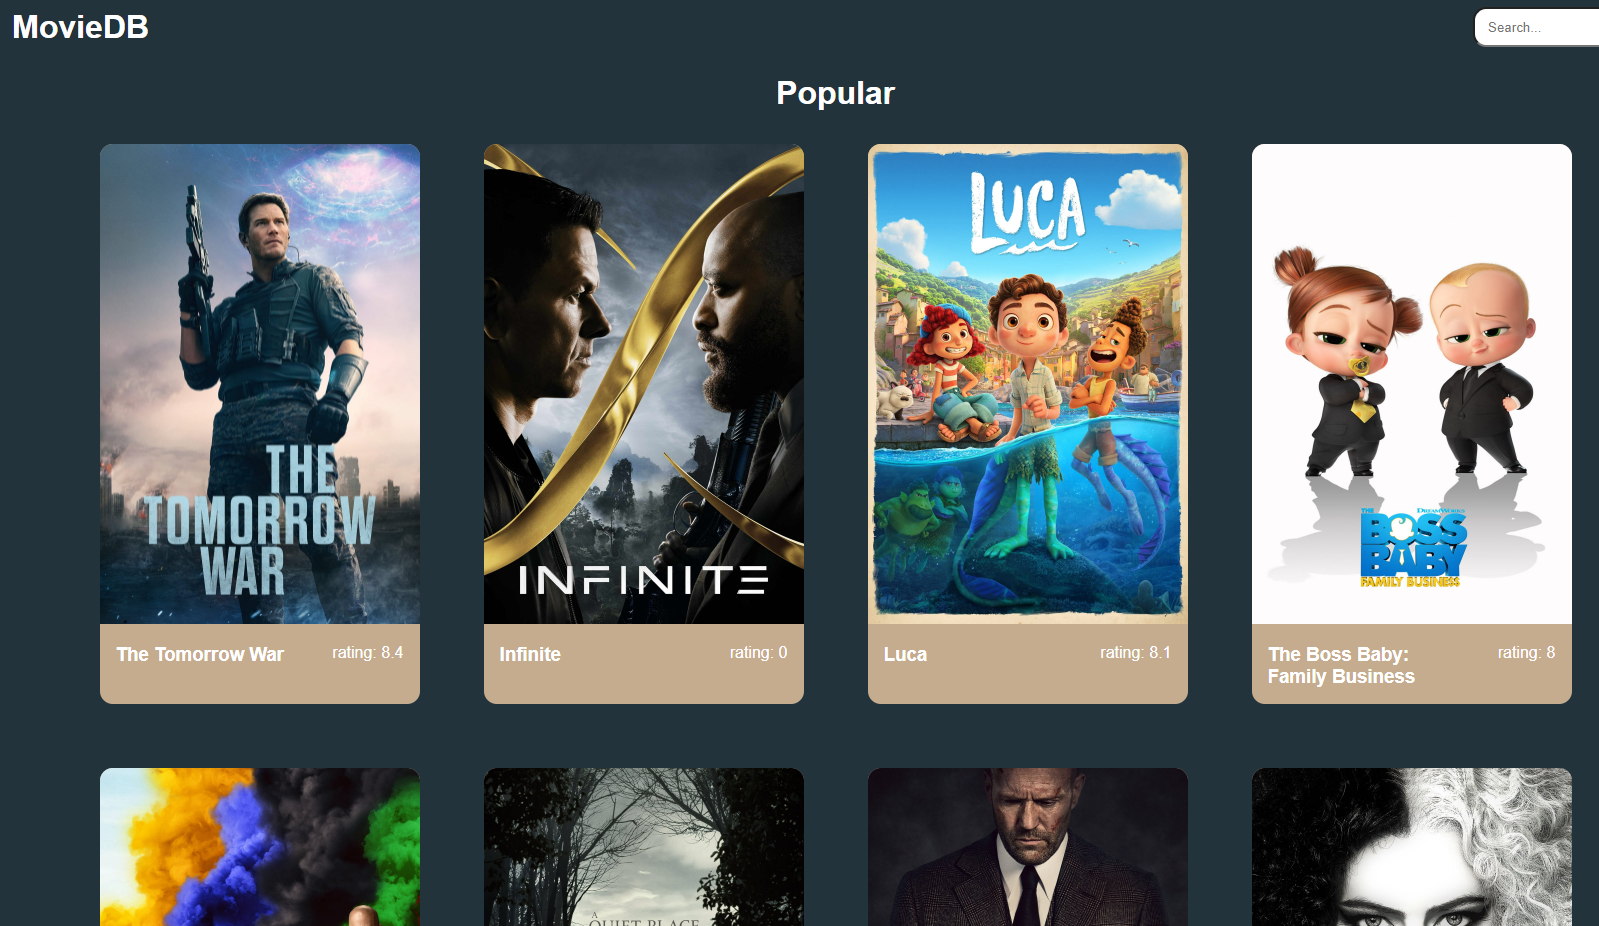 MovieDB
Search...
Popular
THE
TOMORROW
WAR
INFINITE
LUCA
DREAMWORKS
THE
BOSS
BABY
FAMILY BUSINESS
The Tomorrow War
rating: 8.4
Infinite
rating: 0
Luca
rating: 8.1
The Boss Baby:
Family Business
rating: 8
A
QUIET PLACE